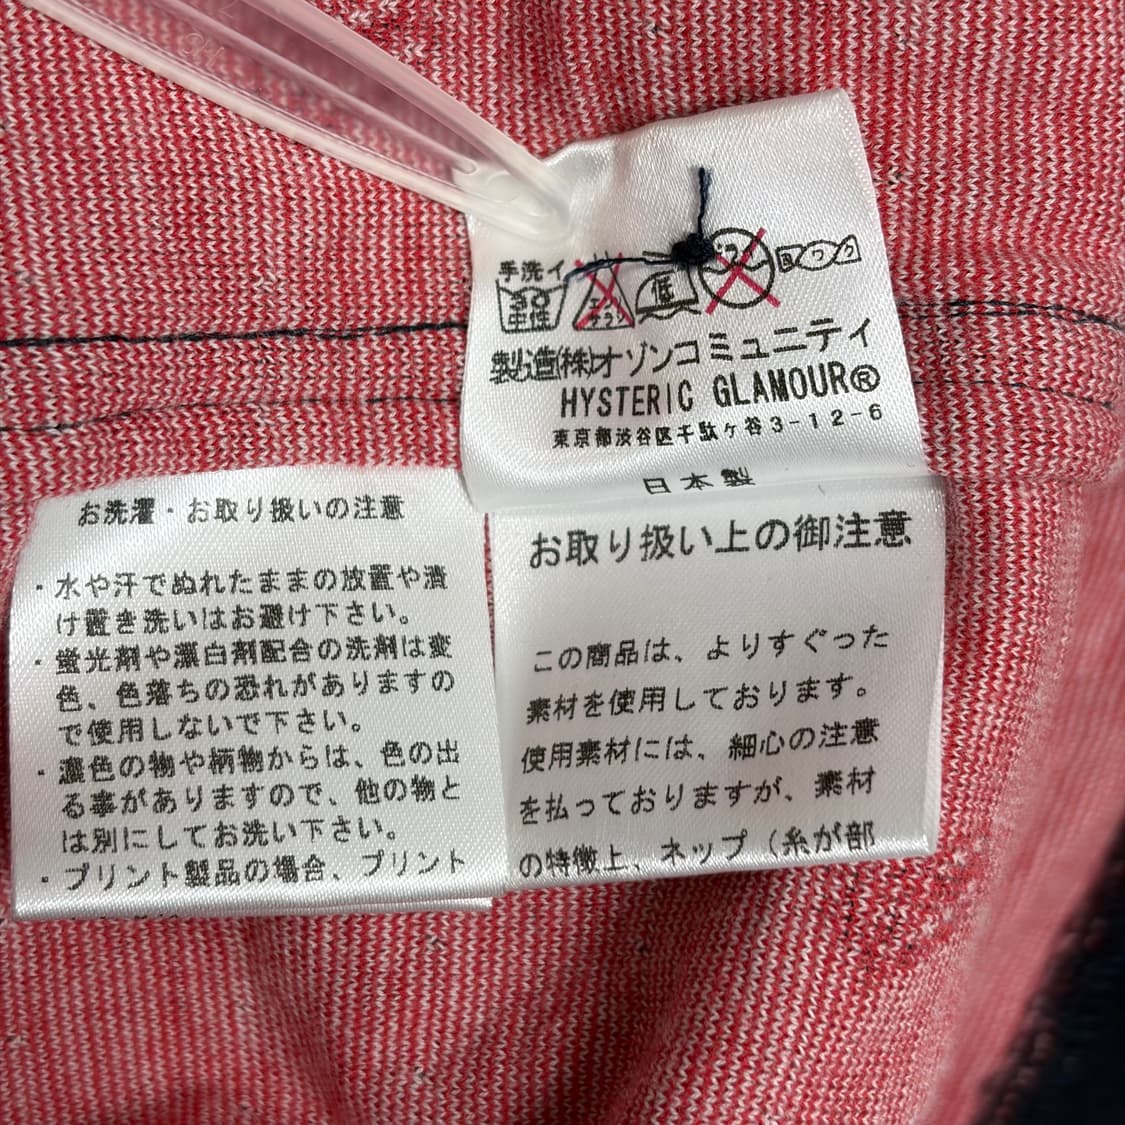 手洗イ
中性
エンソ
サラシ
低
ドライ
製造(株)オゾンコミュニティ
HYSTERIC GLAMOUR®
東京都渋谷区千駄ヶ谷3-12-6
日本製
お洗濯・お取り扱いの注意
・水や汗でぬれたままの放置や漬
け置き洗いはお避け下さい。
・蛍光剤や漂白剤配合の洗剤は変
色、色落ちの恐れがありますの
で使用しないで下さい。
・濃色の物や柄物からは、色の出
る事がありますので、他の物と
は別にしてお洗い下さい。
・プリント製品の場合、プリント
お取り扱い上の御注意
この商品は、よりすぐった
素材を使用しております。
使用素材には、細心の注意
を払っておりますが、素材
の特徴上、ネップ(糸が部